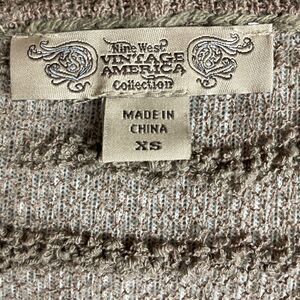 Nine West
VINTAGE
AMERICA
Collection
MADE IN
CHINA
XS